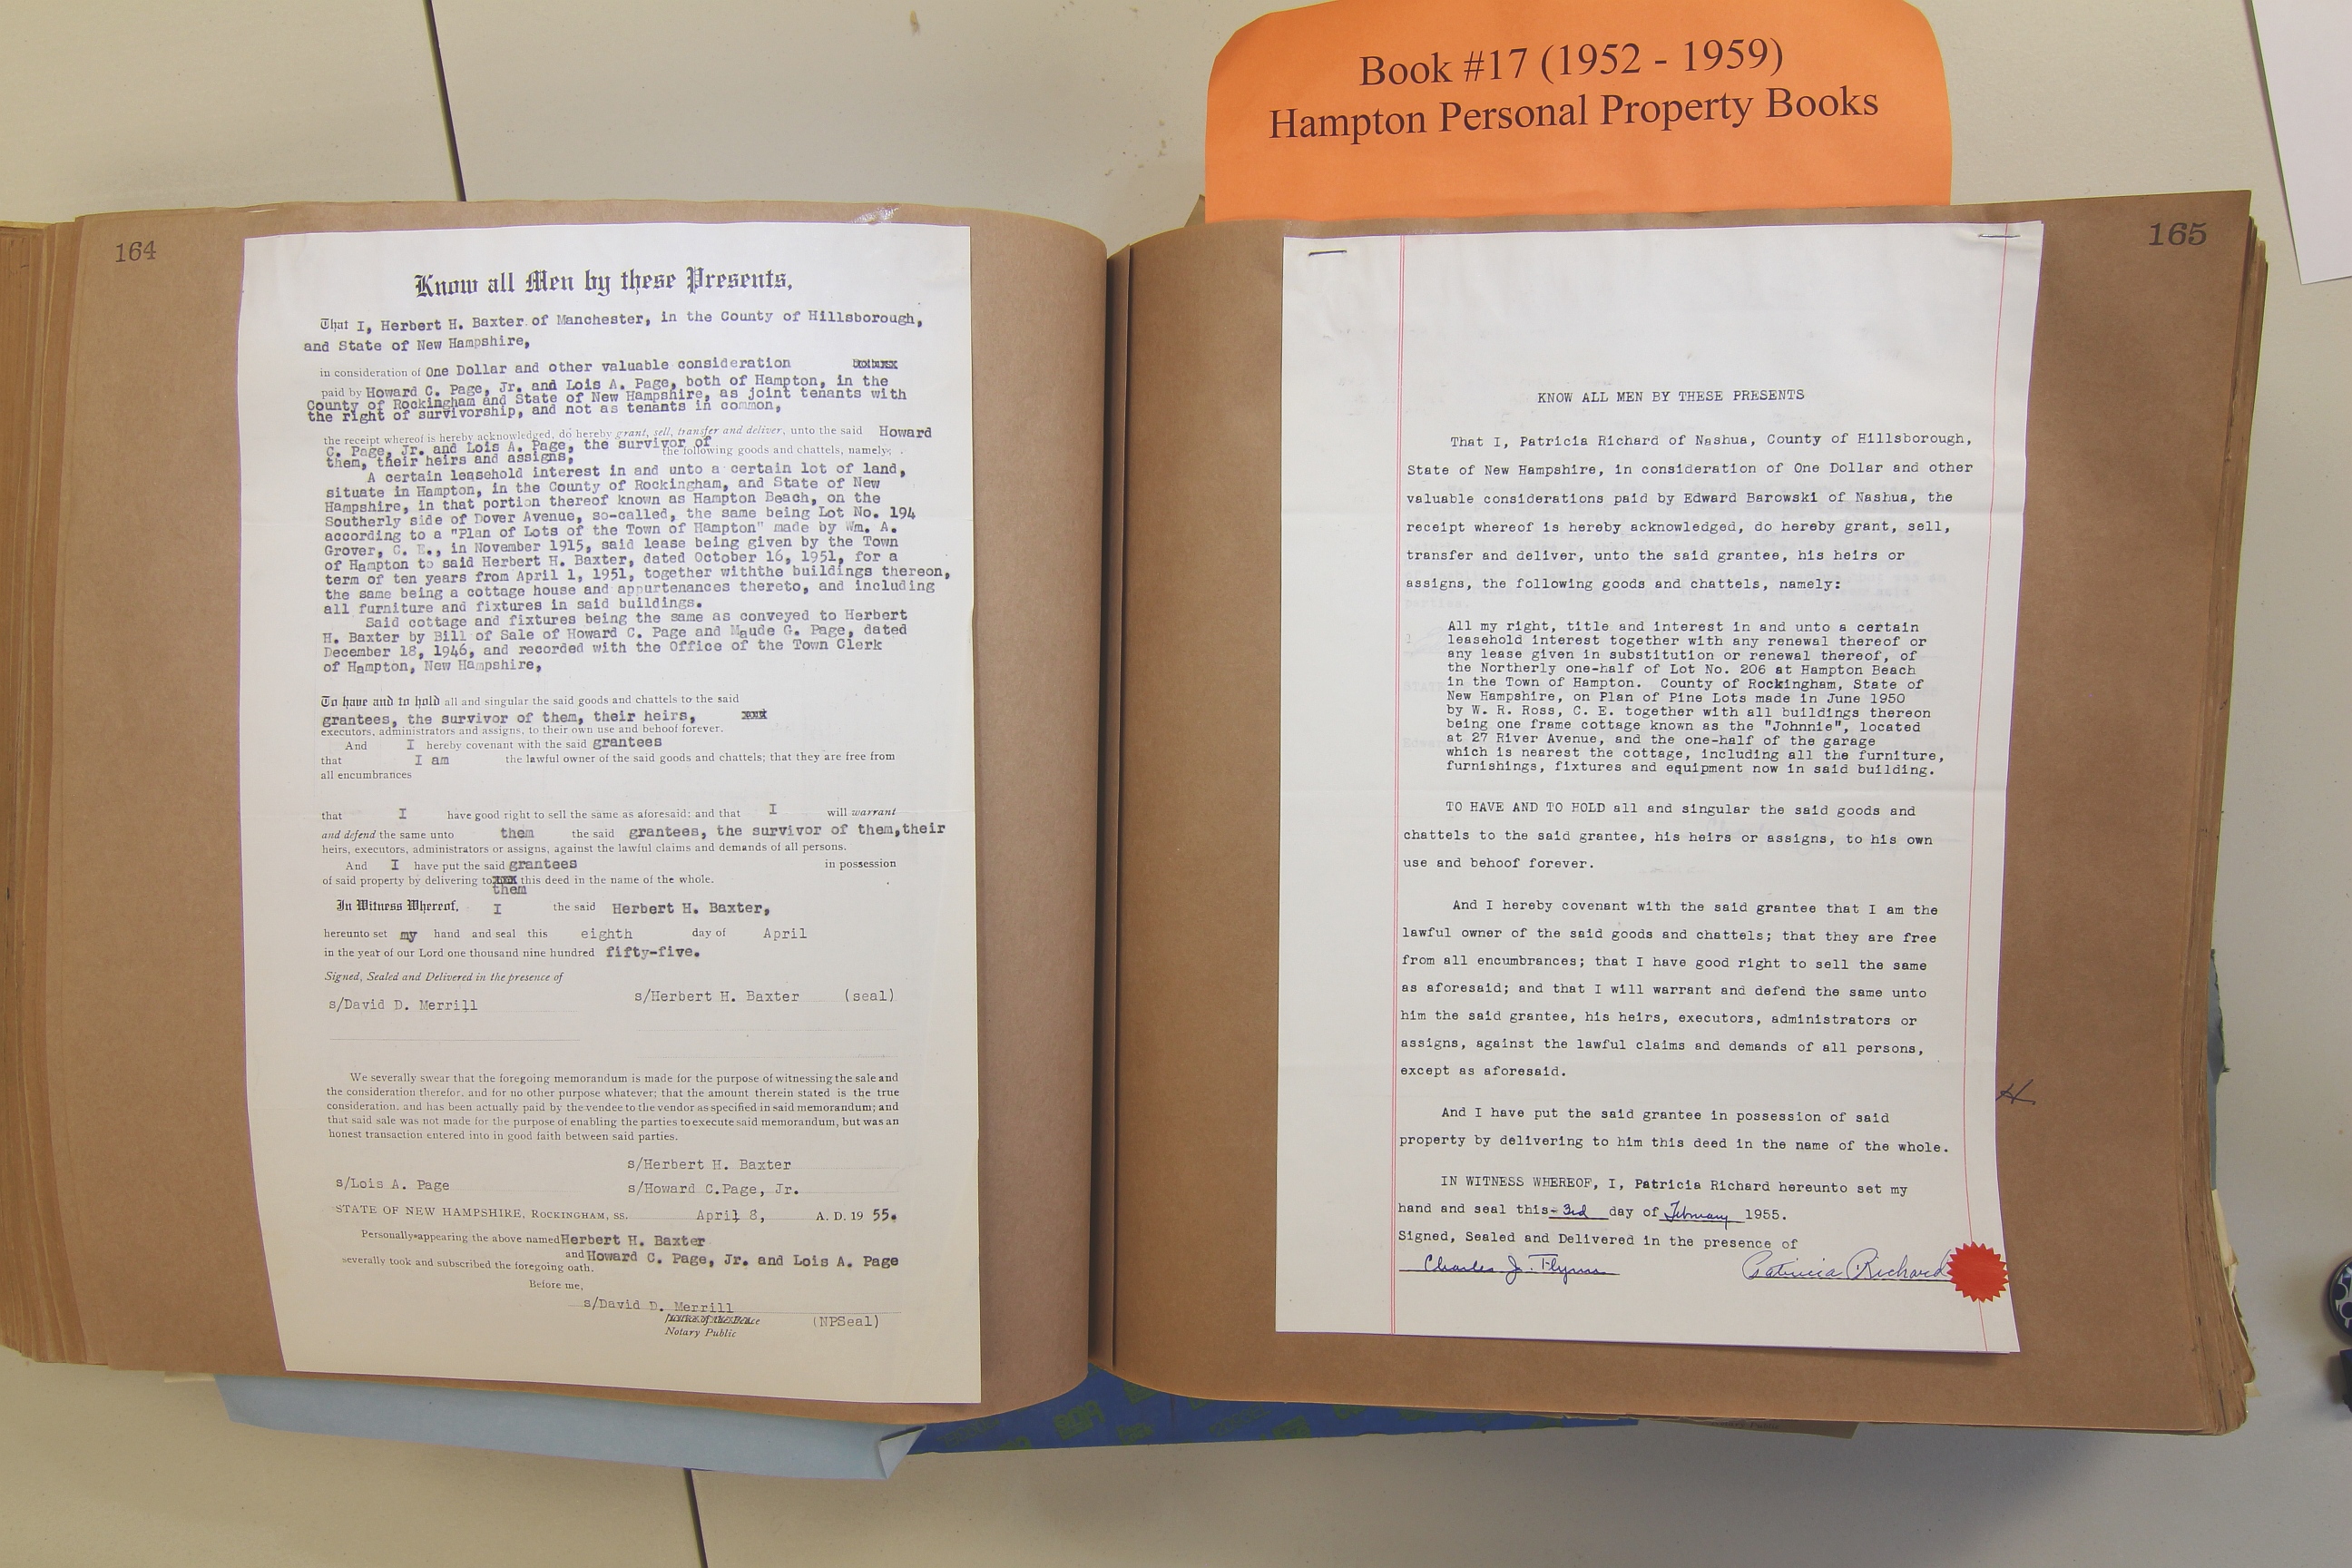 Book #17 (1952 - 1959)
Hampton Personal Property Books
164
Know all Men by these Presents,
That I, Herbert H. Baxter of Manchester, in the County of Hillsborough,
and State of New Hampshire,
in consideration of One Dollar and other valuable consideration
paid by Howard C. Page, Jr. and Lois A. Page, both of Hampton, in the
County of Rockingham and State of New Hampshire, as joint tenants with
the right of survivorship, and not as tenants in common,
the receipt whereof is hereby acknowledged, do hereby grant, sell, transfer and deliver, unto the said Howard
C. Page, Jr. and Lois A. Page, the survivor of
them, their heirs and assigns, the following goods and chattels, namely:
A certain leasehold interest in and unto a certain lot of land,
situate in Hampton, in the County of Rockingham, and State of New
Hampshire, in that portion thereof known as Hampton Beach, on the
Southerly side of Dover Avenue, so-called, the same being Lot No. 194
according to a "Plan of Lots of the Town of Hampton" made by Wm. A.
Grover, C. E., in November 1915, said lease being given by the Town
of Hampton to said Herbert H. Baxter, dated October 16, 1951, for a
term of ten years from April 1, 1951, together withthe buildings thereon,
the same being a cottage house and appurtenances thereto, and including
all furniture and fixtures in said buildings.
Said cottage and fixtures being the same as conveyed to Herbert
H. Baxter by Bill of Sale of Howard C. Page and Maude G. Page, dated
December 18, 1946, and recorded with the Office of the Town Clerk
of Hampton, New Hampshire,
To have and to hold all and singular the said goods and chattels to the said
grantees, the survivor of them, their heirs, xxx
executors, administrators and assigns, to their own use and behoof forever.
And I hereby covenant with the said grantees
that I am the lawful owner of the said goods and chattels; that they are free from
all encumbrances
that I have good right to sell the same as aforesaid: and that I will warrant
and defend the same unto them the said grantees, the survivor of them,their
heirs, executors, administrators or assigns, against the lawful claims and demands of all persons.
And I have put the said grantees in possession
of said property by delivering to xxx this deed in the name of the whole.
them
In Witness Whereof, I the said Herbert H. Baxter,
hereunto set my hand and seal this eighth day of April
in the year of our Lord one thousand nine hundred fifty-five.
Signed, Sealed and Delivered in the presence of
s/David D. Merrill s/Herbert H. Baxter (seal)
We severally swear that the foregoing memorandum is made for the purpose of witnessing the sale and
the consideration therefor, and for no other purpose whatever; that the amount therein stated is the true
consideration, and has been actually paid by the vendee to the vendor as specified in said memorandum; and
that said sale was not made for the purpose of enabling the parties to execute said memorandum, but was an
honest transaction entered into in good faith between said parties.
s/Herbert H. Baxter
s/Lois A. Page s/Howard C.Page, Jr.
STATE OF NEW HAMPSHIRE, ROCKINGHAM, SS. April 8, A. D. 19 55.
Personally appearing the above named Herbert H. Baxter
and Howard C. Page, Jr. and Lois A. Page
severally took and subscribed the foregoing oath.
Before me,
s/David D. Merrill
Justice of the Peace (NPSeal)
Notary Public
165
KNOW ALL MEN BY THESE PRESENTS
That I, Patricia Richard of Nashua, County of Hillsborough,
State of New Hampshire, in consideration of One Dollar and other
valuable considerations paid by Edward Barowski of Nashua, the
receipt whereof is hereby acknowledged, do hereby grant, sell,
transfer and deliver, unto the said grantee, his heirs or
assigns, the following goods and chattels, namely:
All my right, title and interest in and unto a certain
leasehold interest together with any renewal thereof or
any lease given in substitution or renewal thereof, of
the Northerly one-half of Lot No. 206 at Hampton Beach
in the Town of Hampton. County of Rockingham, State of
New Hampshire, on Plan of Pine Lots made in June 1950
by W. R. Ross, C. E. together with all buildings thereon
being one frame cottage known as the "Johnnie", located
at 27 River Avenue, and the one-half of the garage
which is nearest the cottage, including all the furniture,
furnishings, fixtures and equipment now in said building.
TO HAVE AND TO HOLD all and singular the said goods and
chattels to the said grantee, his heirs or assigns, to his own
use and behoof forever.
And I hereby covenant with the said grantee that I am the
lawful owner of the said goods and chattels; that they are free
from all encumbrances; that I have good right to sell the same
as aforesaid; and that I will warrant and defend the same unto
him the said grantee, his heirs, executors, administrators or
assigns, against the lawful claims and demands of all persons,
except as aforesaid.
And I have put the said grantee in possession of said
property by delivering to him this deed in the name of the whole.
IN WITNESS WHEREOF, I, Patricia Richard hereunto set my
hand and seal this 3rd day of February 1955.
Signed, Sealed and Delivered in the presence of
Charles J. Flynn Patricia Richard